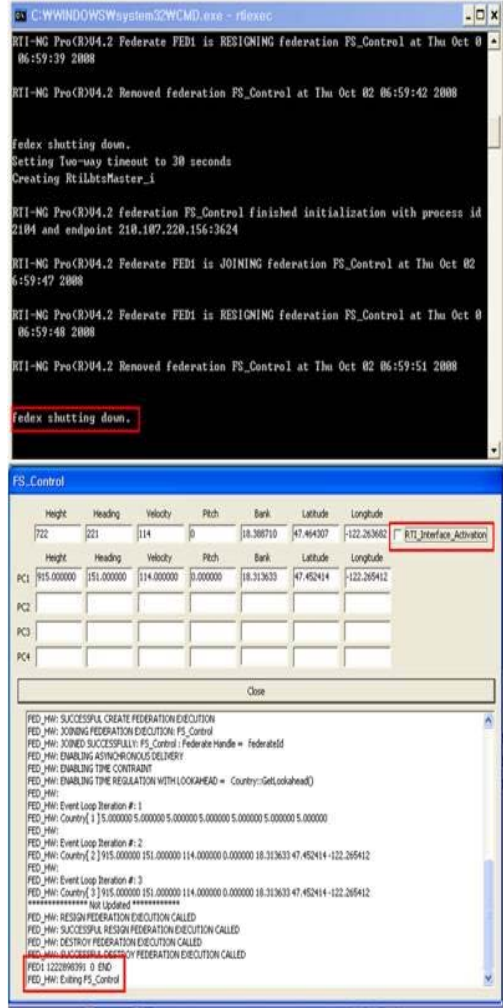 C:\WINDOWS\system32\CMD.exe - rtiexec
RTI-NG Pro(R)V4.2 Federate FED1 is RESIGNING federation FS_Control at Thu Oct 0
06:59:39 2008
RTI-NG Pro(R)V4.2 Removed federation FS_Control at Thu Oct 02 06:59:42 2008
fedex shutting down.
Setting Two-way timeout to 30 seconds
Creating RtiLbtsMaster_i
RTI-NG Pro(R)V4.2 federation FS_Control finished initialization with process id
2104 and endpoint 210.107.220.156:3624
RTI-NG Pro(R)V4.2 Federate FED1 is JOINING federation FS_Control at Thu Oct 02
6:59:47 2008
RTI-NG Pro(R)V4.2 Federate FED1 is RESIGNING federation FS_Control at Thu Oct 0
06:59:48 2008
RTI-NG Pro(R)V4.2 Removed federation FS_Control at Thu Oct 02 06:59:51 2008
fedex shutting down.
FS_Control
Height Heading Velocity Pitch Bank Latitude Longitude
722 221 114 0 18.388710 47.464307 -122.263682 RTI_Interface_Activation
Height Heading Velocity Pitch Bank Latitude Longitude
PC1 915.000000 151.000000 114.000000 0.000000 18.313633 47.452414 -122.265412
PC2
PC3
PC4
Close
FED_HW: SUCCESSFUL CREATE FEDERATION EXECUTION
FED_HW: JOINING FEDERATION EXECUTION: FS_Control
FED_HW: JOINED SUCCESSFULLY: FS_Control : Federate Handle = federateId
FED_HW: ENABLING ASYNCHRONOUS DELIVERY
FED_HW: ENABLING TIME CONTRAINT
FED_HW: ENABLING TIME REGULATION WITH LOOKAHEAD = Country::GetLookahead()
FED_HW:
FED_HW: Event Loop Iteration #: 1
FED_HW: Country[ 1 ] 5.000000 5.000000 5.000000 5.000000 5.000000 5.000000 5.000000
FED_HW:
FED_HW: Event Loop Iteration #: 2
FED_HW: Country[ 2 ] 915.000000 151.000000 114.000000 0.000000 18.313633 47.452414 -122.265412
FED_HW:
FED_HW: Event Loop Iteration #: 3
FED_HW: Country[ 3 ] 915.000000 151.000000 114.000000 0.000000 18.313633 47.452414 -122.265412
**************** Not Updated *************
FED_HW: RESIGN FEDERATION EXECUTION CALLED
FED_HW: SUCCESSFUL RESIGN FEDERATION EXECUTION CALLED
FED_HW: DESTROY FEDERATION EXECUTION CALLED
FED_HW: SUCCESSFUL DESTROY FEDERATION EXECUTION CALLED
FED1 1222898391 0 END
FED_HW: Exiting FS_Control